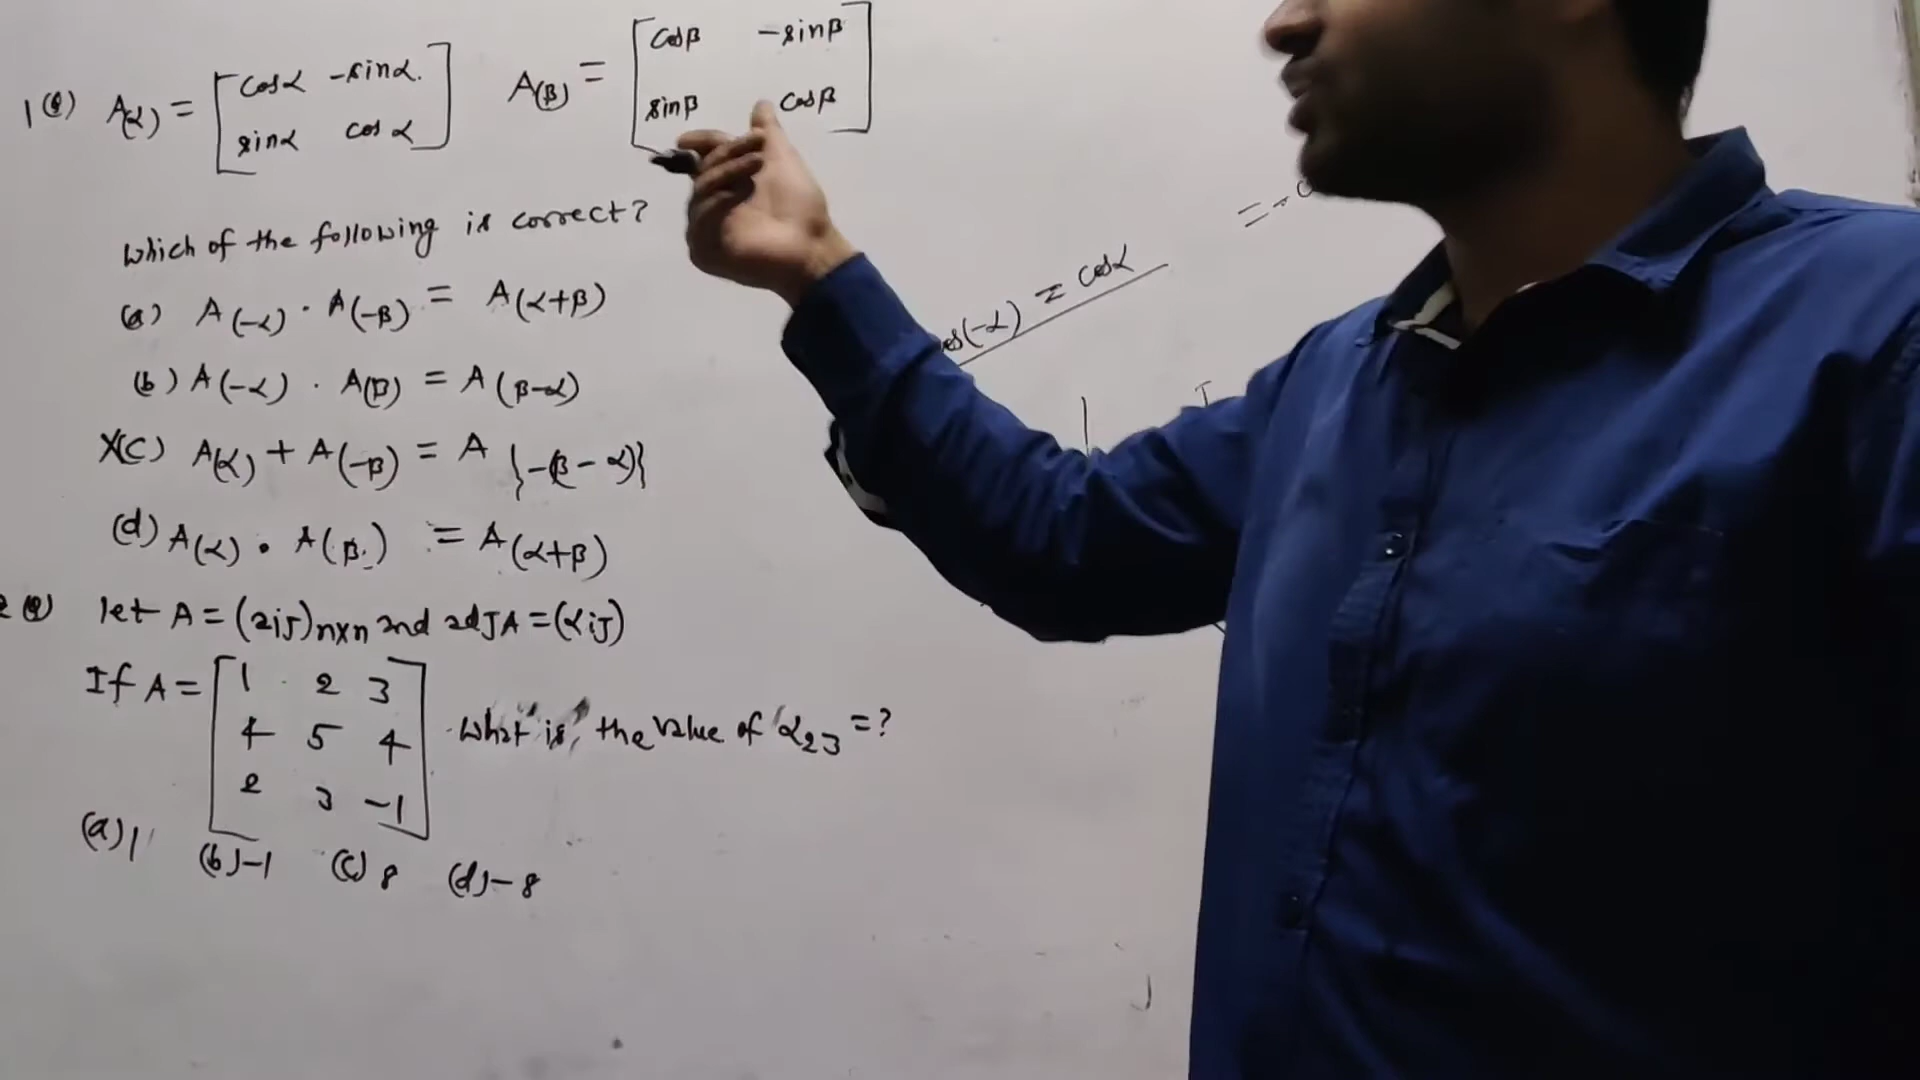 1(Q) A(α) = [cosα -sinα. sinα cosα] A(β) = [cosβ -sinβ sinβ cosβ]
which of the following is correct?
(a) A(-α) · A(-β) = A(α+β)
(b) A(-α) · A(β) = A(β-α)
X(C) A(α) + A(-β) = A {-(β-α)}
(d) A(α) · A(β.) = A(α+β)
= -
cos(-α) = cosα
2(Q) let A = (aij)nxn and adJA = (αij)
If A = [1 2 3 4 5 4 2 3 -1] what is, the value of α23 = ?
(a) 1 (b) -1 (c) 8 (d) -8